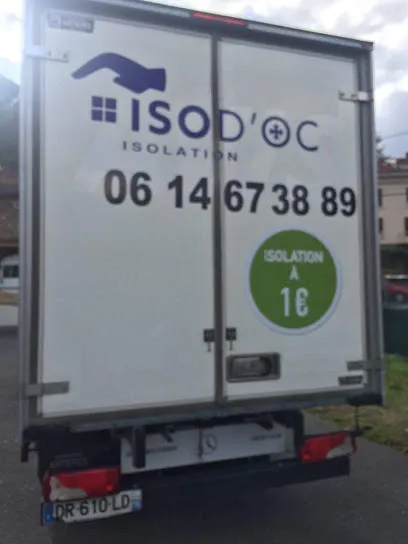 ISOD'OC
ISOLATION
06 14 67 38 89
ISOLATION
À
1€
DR 610 LD